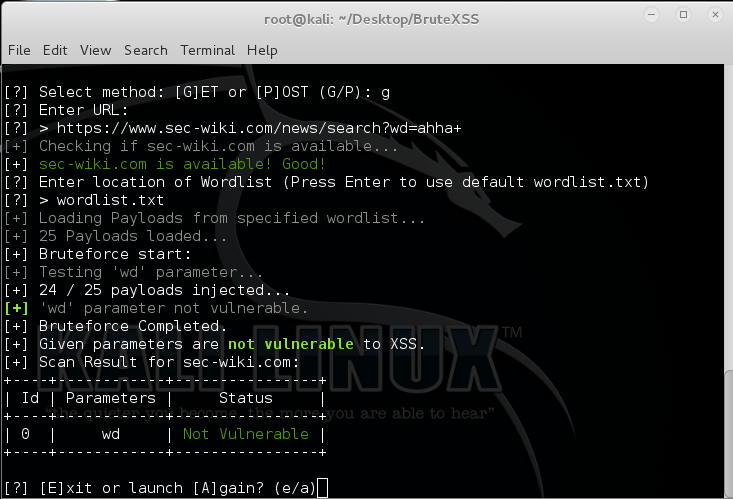 root@kali: ~/Desktop/BruteXSS
File Edit View Search Terminal Help
[?] Select method: [G]ET or [P]OST (G/P): g
[?] Enter URL:
[?] > https://www.sec-wiki.com/news/search?wd=ahha+
[+] Checking if sec-wiki.com is available...
[+] sec-wiki.com is available! Good!
[?] Enter location of Wordlist (Press Enter to use default wordlist.txt)
[?] > wordlist.txt
[+] Loading Payloads from specified wordlist...
[+] 25 Payloads loaded...
[+] Bruteforce start:
[+] Testing 'wd' parameter...
[+] 24 / 25 payloads injected...
[+] 'wd' parameter not vulnerable.
[+] Bruteforce Completed.
[+] Given parameters are not vulnerable to XSS.
[+] Scan Result for sec-wiki.com:
+----+------------+----------------+
| Id | Parameters |     Status     |
+----+------------+----------------+
| 0  |     wd     | Not Vulnerable |
+----+------------+----------------+
[?] [E]xit or launch [A]gain? (e/a)
KALI LINUX™
"the quieter you become, the more you are able to hear"